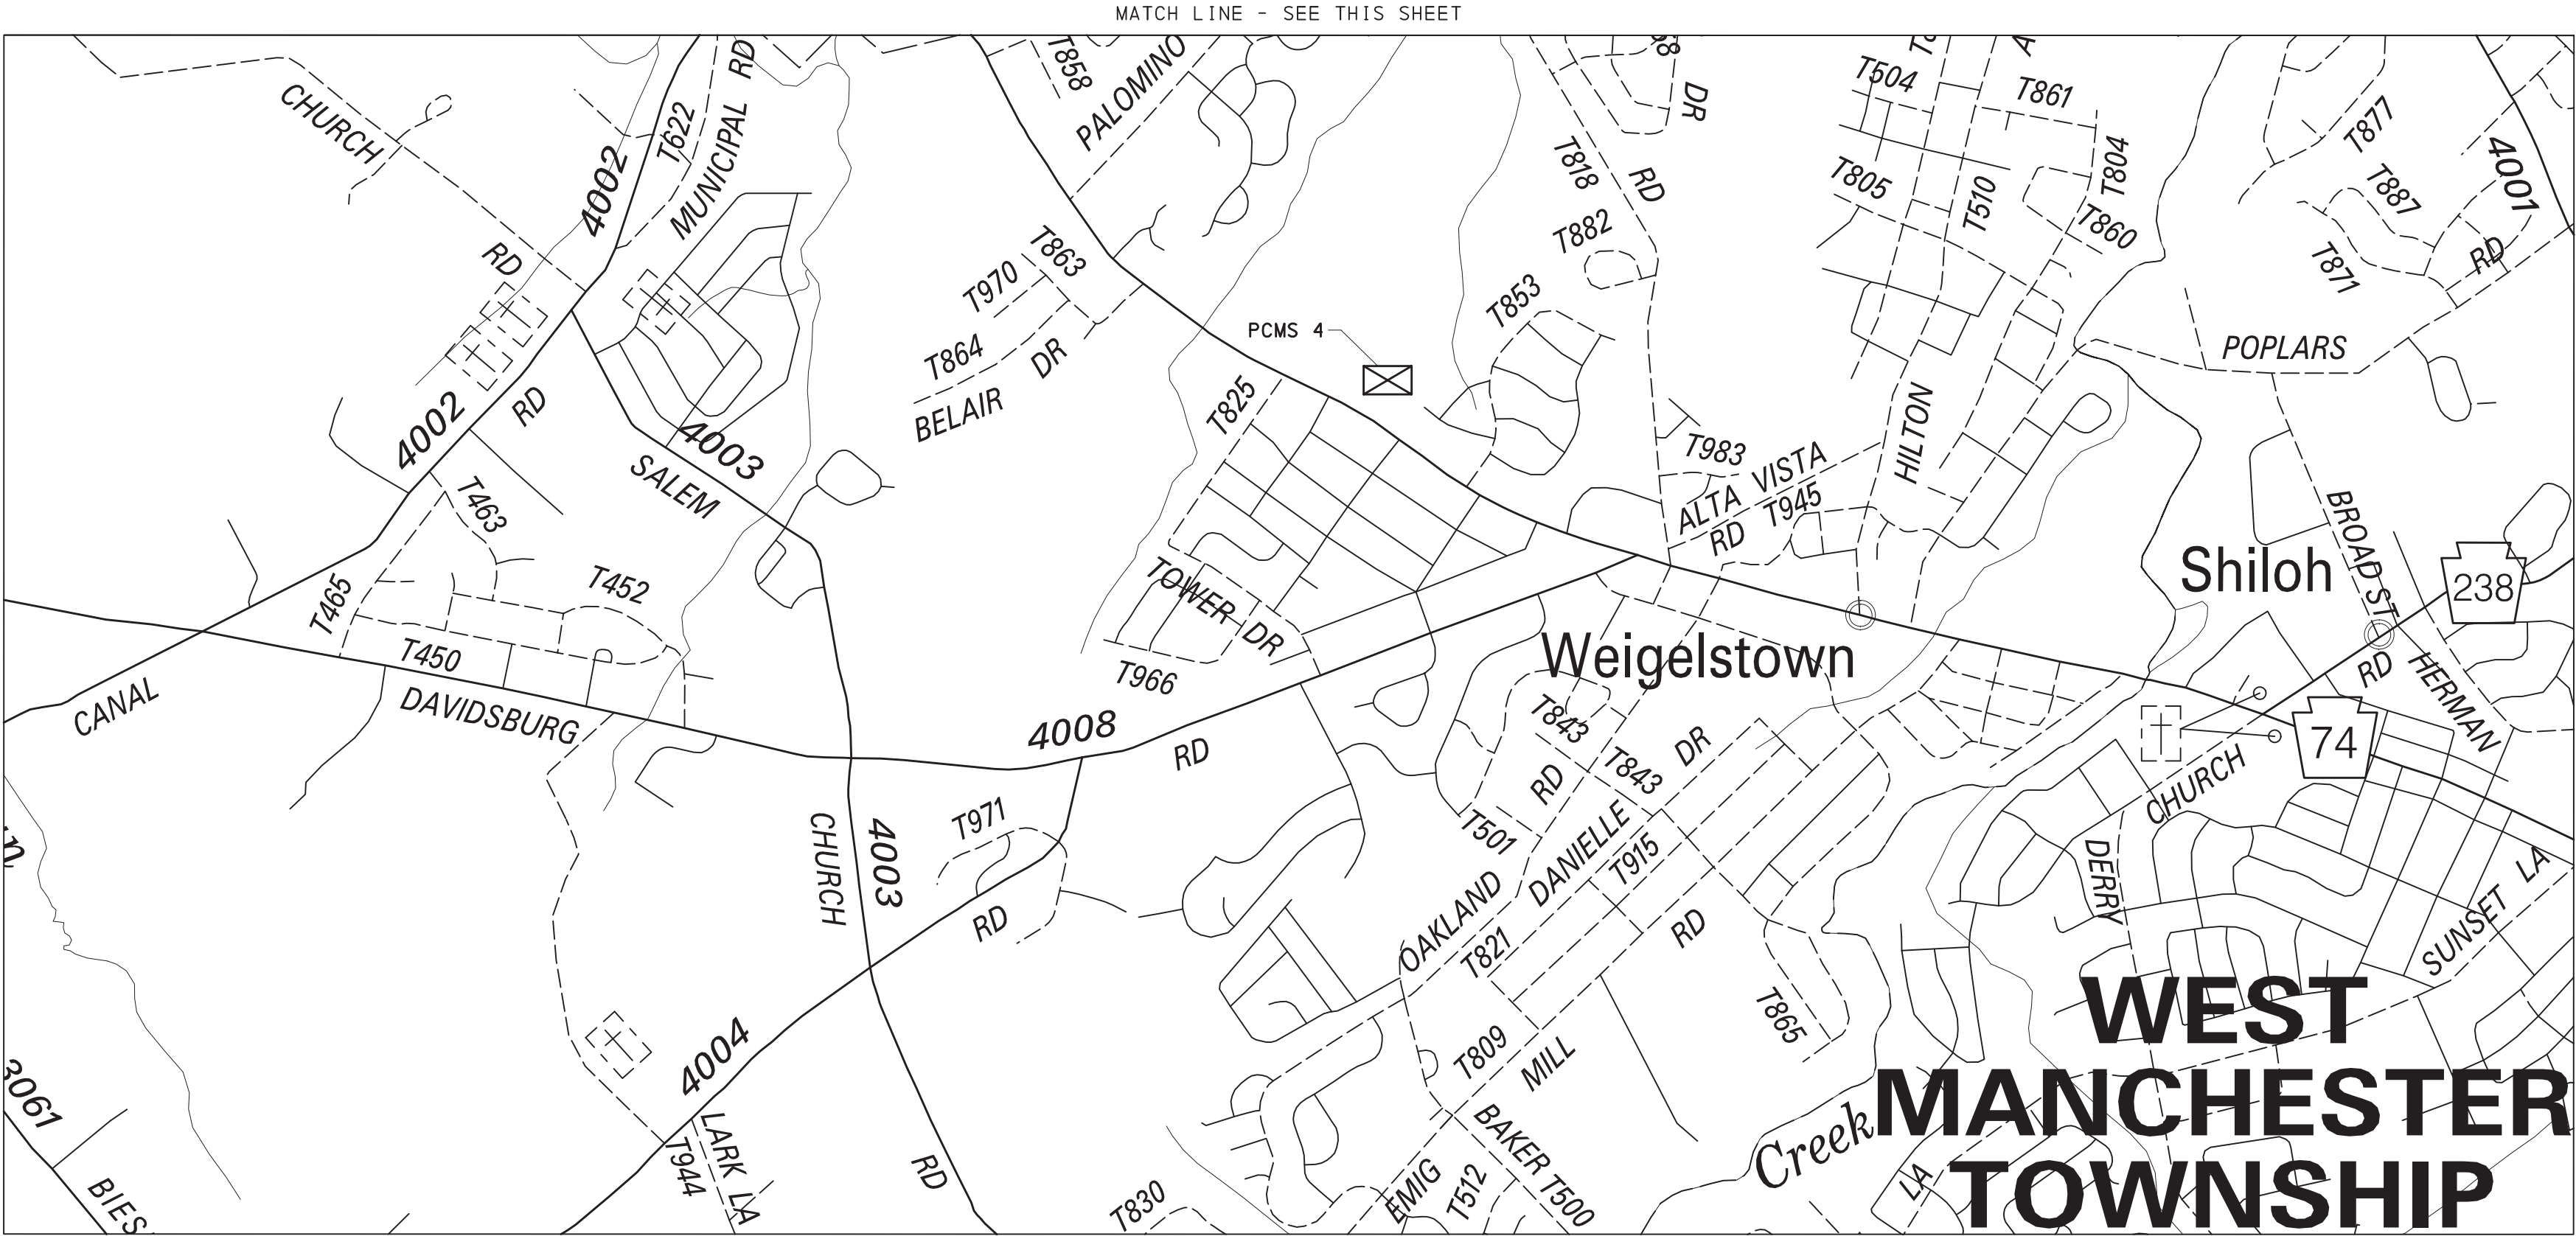 MATCH LINE - SEE THIS SHEET
CHURCH
RD
4002
T622
MUNICIPAL RD
T858
PALOMINO
T818
RD
DR
T504
T861
T804
T805
T510
T860
T877
T887
T871
4001
RD
T882
T853
T863
T970
T864
BELAIR DR
PCMS 4
POPLARS
4002
RD
4003
SALEM
T825
T983
ALTA VISTA
RD
T945
HILTON
T463
T465
T452
T450
TOWER DR
T966
Shiloh
BROAD ST
238
Weigelstown
CANAL
DAVIDSBURG
4008
RD
T843
T843
RD
DR
RD
HERMAN
74
CHURCH
T971
CHURCH
4003
RD
T501
DANIELLE
T915
OAKLAND
T821
RD
DERRY
SUNSET LA
WEST
MANCHESTER
TOWNSHIP
T865
T809
MILL
4004
LARK LA
T944
3061
BIES
RD
T830
EMIG
T512
BAKER T500
Creek
LA